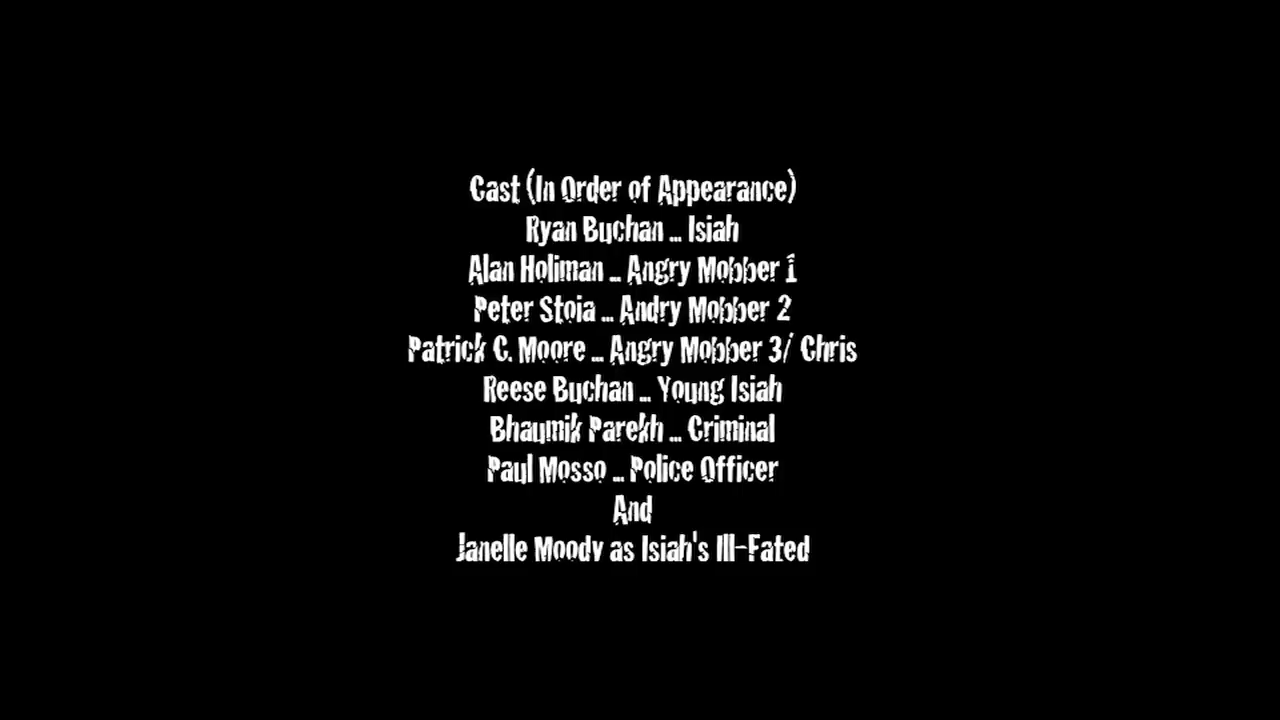 Cast (In Order of Appearance)
Ryan Buchan ... Isiah
Alan Holiman ... Angry Mobber 1
Peter Stoia ... Andry Mobber 2
Patrick C. Moore ... Angry Mobber 3/ Chris
Reese Buchan ... Young Isiah
Bhaumik Parekh ... Criminal
Paul Mosso ... Police Officer
And
Janelle Moody as Isiah's Ill-Fated